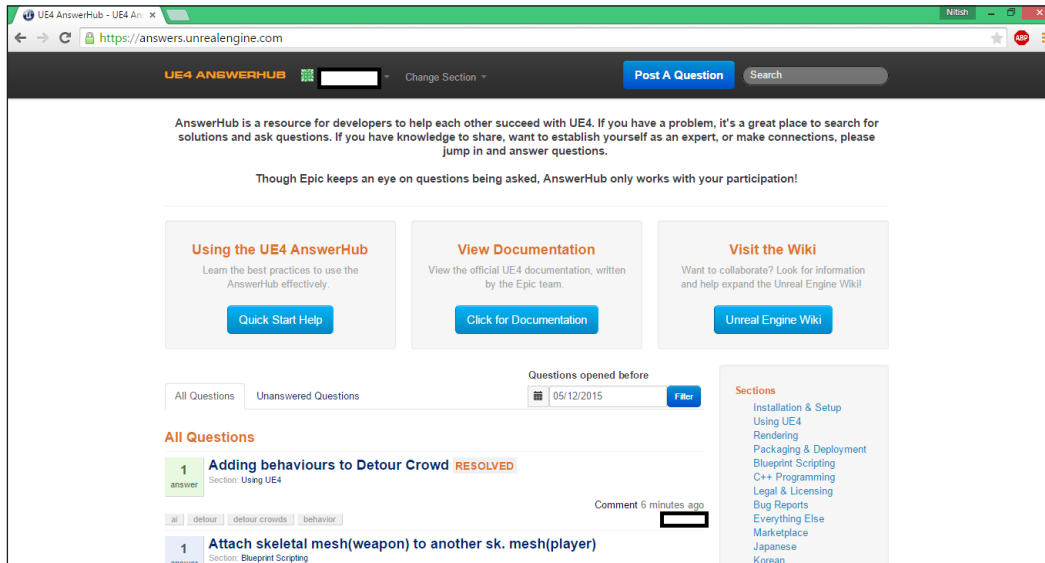 UE4 AnswerHub - UE4 An
Nitish
https://answers.unrealengine.com
ABP
UE4 ANSWERHUB
Change Section
Post A Question
Search
AnswerHub is a resource for developers to help each other succeed with UE4. If you have a problem, it's a great place to search for
solutions and ask questions. If you have knowledge to share, want to establish yourself as an expert, or make connections, please
jump in and answer questions.
Though Epic keeps an eye on questions being asked, AnswerHub only works with your participation!
Using the UE4 AnswerHub
Learn the best practices to use the
AnswerHub effectively.
Quick Start Help
View Documentation
View the official UE4 documentation, written
by the Epic team.
Click for Documentation
Visit the Wiki
Want to collaborate? Look for information
and help expand the Unreal Engine Wiki!
Unreal Engine Wiki
Questions opened before
All Questions
Unanswered Questions
05/12/2015
Filter
All Questions
1
answer
Adding behaviours to Detour Crowd RESOLVED
Section: Using UE4
Comment 6 minutes ago
ai
detour
detour crowds
behavior
1
answer
Attach skeletal mesh(weapon) to another sk. mesh(player)
Section: Blueprint Scripting
Sections
Installation & Setup
Using UE4
Rendering
Packaging & Deployment
Blueprint Scripting
C++ Programming
Legal & Licensing
Bug Reports
Everything Else
Marketplace
Japanese
Korean